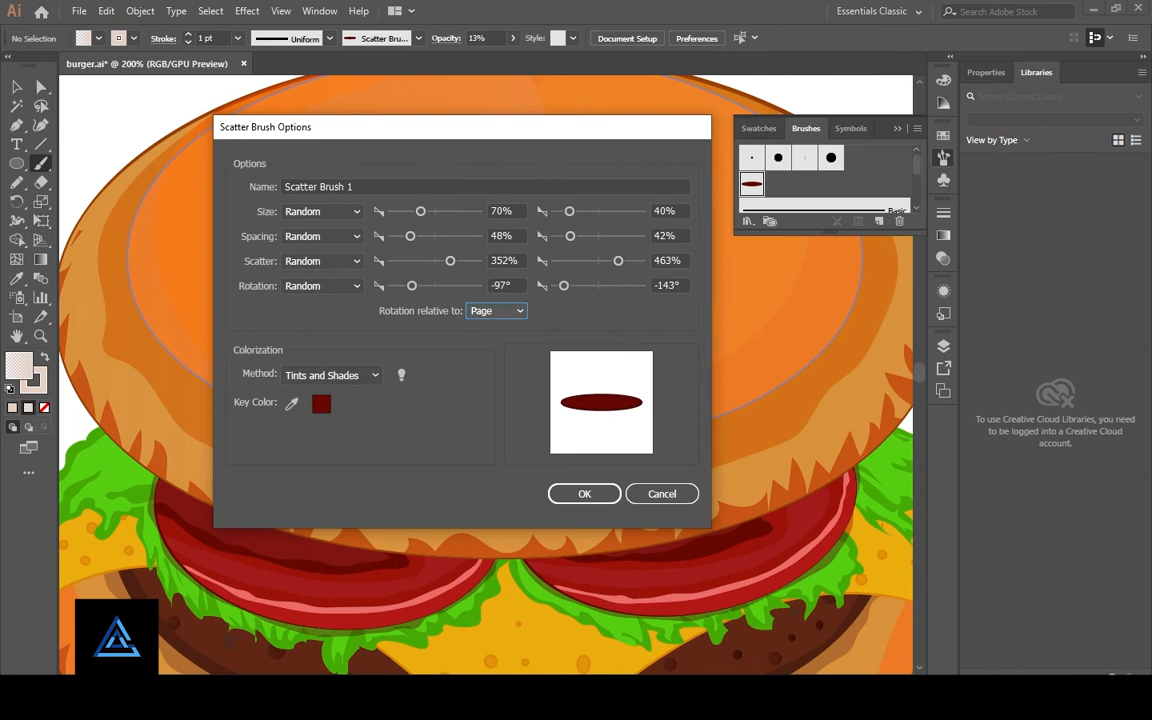 Ai File Edit Object Type Select Effect View Window Help Essentials Classic Search Adobe Stock
No Selection Stroke: 1 pt Uniform Scatter Bru... Opacity: 13% Style: Document Setup Preferences
burger.ai* @ 200% (RGB/GPU Preview)
Properties Libraries
Search Current Library
View by Type
To use Creative Cloud Libraries, you
need to be logged into a Creative Cloud
account.
Swatches Brushes Symbols
Basic
Scatter Brush Options
Options
Name: Scatter Brush 1
Size: Random 70% 40%
Spacing: Random 48% 42%
Scatter: Random 352% 463%
Rotation: Random -97° -143°
Rotation relative to: Page
Colorization
Method: Tints and Shades
Key Color:
OK Cancel